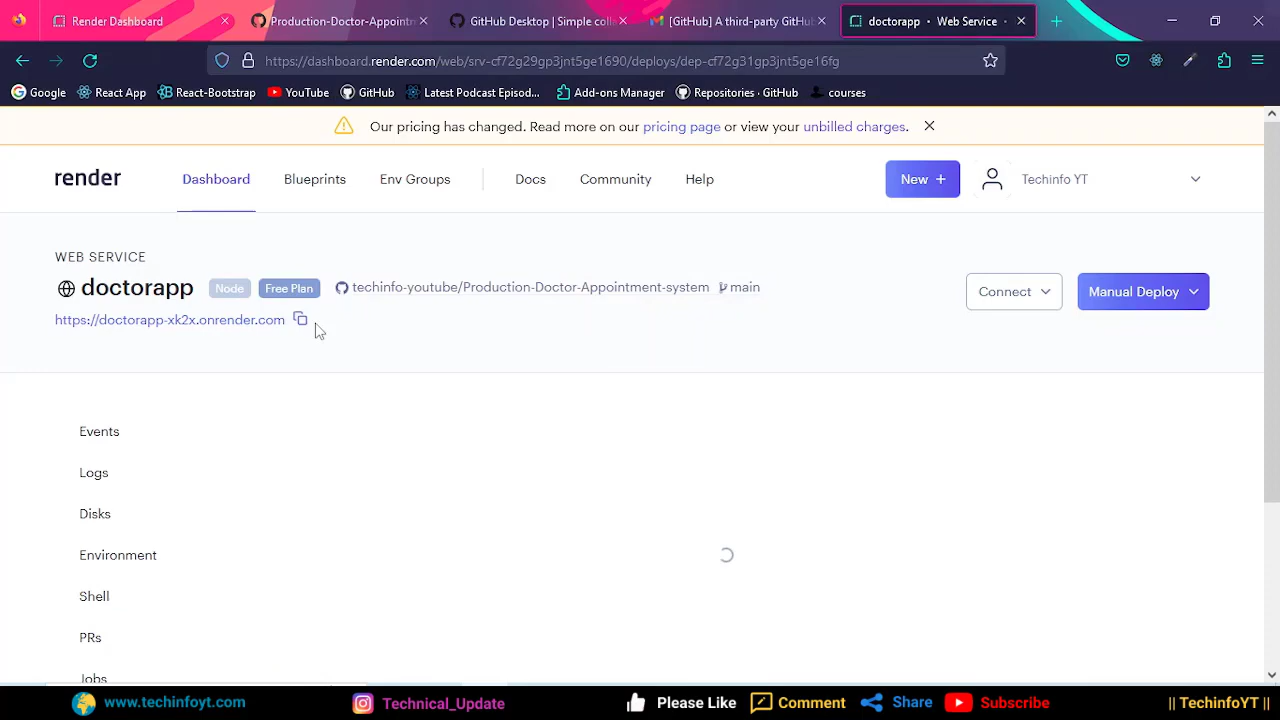 Render Dashboard
Production-Doctor-Appointn
GitHub Desktop | Simple coll
[GitHub] A third-party GitHub
doctorapp · Web Service ·
https://dashboard.render.com/web/srv-cf72g29gp3jnt5ge1690/deploys/dep-cf72g31gp3jnt5ge16fg
Google
React App
React-Bootstrap
YouTube
GitHub
Latest Podcast Episod...
Add-ons Manager
Repositories · GitHub
courses
Our pricing has changed. Read more on our pricing page or view your unbilled charges.
render
Dashboard
Blueprints
Env Groups
Docs
Community
Help
New +
Techinfo YT
WEB SERVICE
doctorapp
Node
Free Plan
techinfo-youtube/Production-Doctor-Appointment-system
main
Connect
Manual Deploy
https://doctorapp-xk2x.onrender.com
Events
Logs
Disks
Environment
Shell
PRs
Jobs
www.techinfoyt.com
Technical_Update
Please Like
Comment
Share
Subscribe
|| TechinfoYT ||